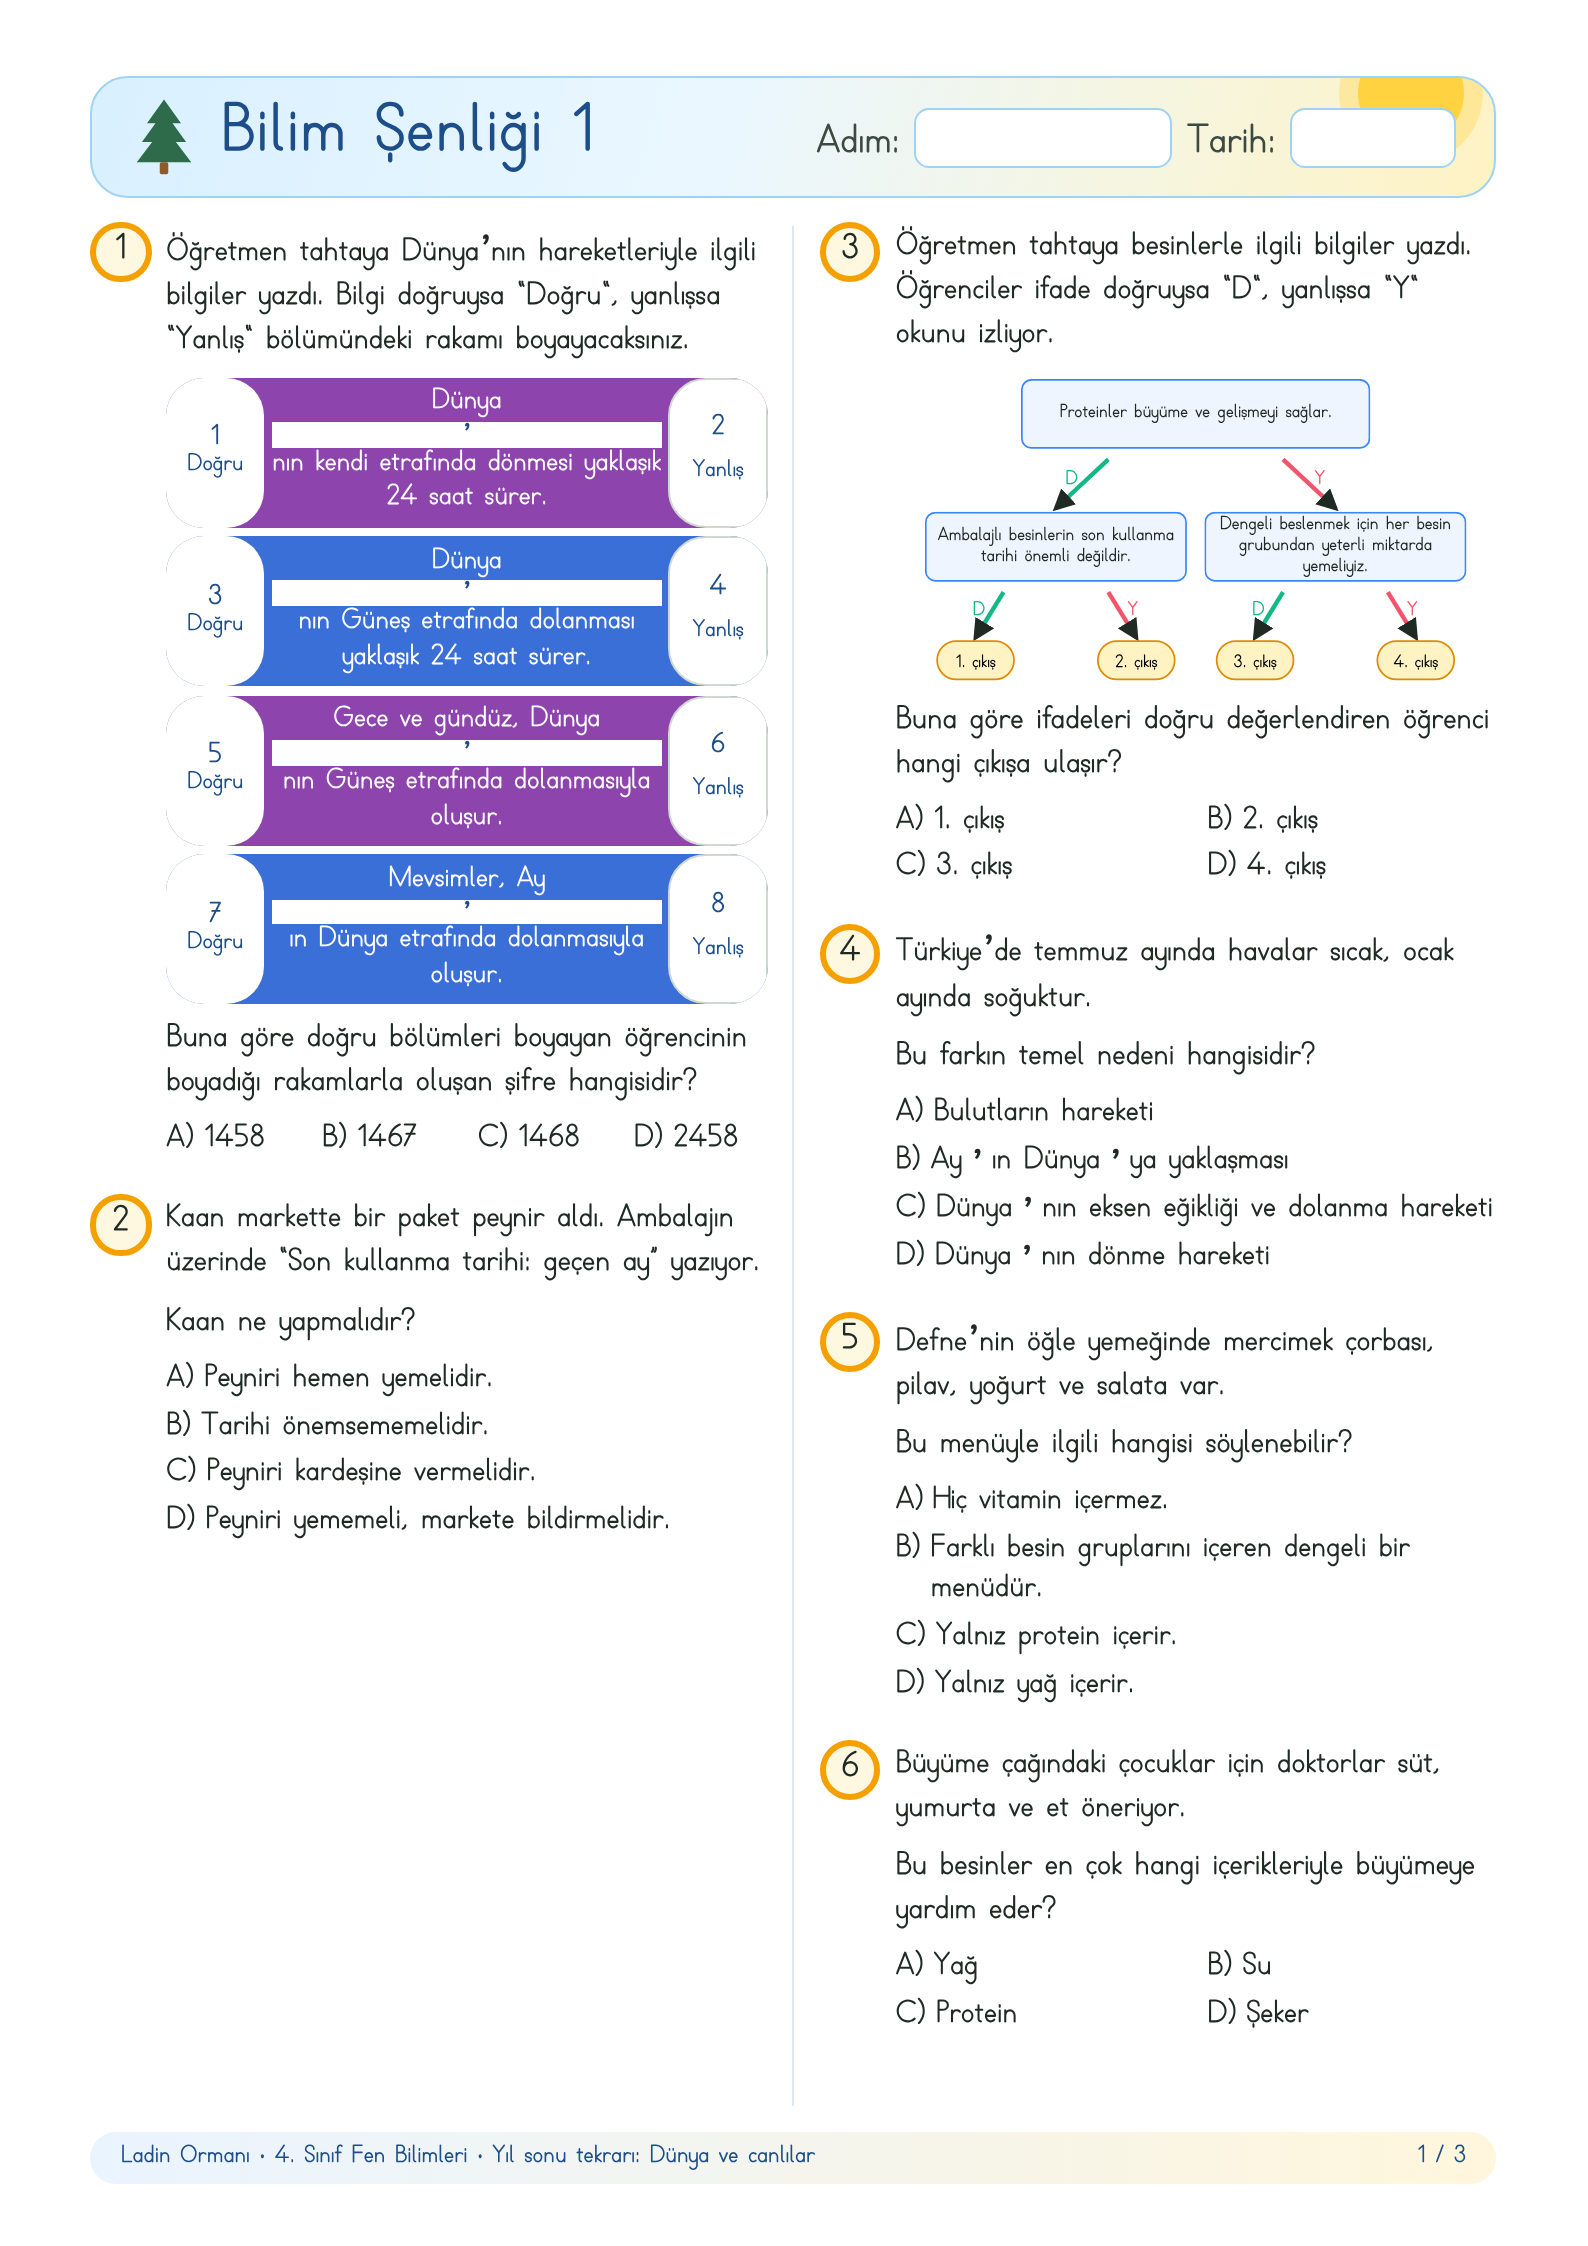 Bilim Şenliği 1
Adım:
Tarih:
1
Öğretmen tahtaya Dünya’nın hareketleriyle ilgili
bilgiler yazdı. Bilgi doğruysa “Doğru“, yanlışsa
“Yanlış“ bölümündeki rakamı boyayacaksınız.
1
Doğru
Dünya
’
nın kendi etrafında dönmesi yaklaşık
24 saat sürer.
2
Yanlış
3
Doğru
Dünya
’
nın Güneş etrafında dolanması
yaklaşık 24 saat sürer.
4
Yanlış
5
Doğru
Gece ve gündüz, Dünya
’
nın Güneş etrafında dolanmasıyla
oluşur.
6
Yanlış
7
Doğru
Mevsimler, Ay
’
ın Dünya etrafında dolanmasıyla
oluşur.
8
Yanlış
Buna göre doğru bölümleri boyayan öğrencinin
boyadığı rakamlarla oluşan şifre hangisidir?
A) 1458 B) 1467 C) 1468 D) 2458
2
Kaan markette bir paket peynir aldı. Ambalajın
üzerinde “Son kullanma tarihi: geçen ay” yazıyor.
Kaan ne yapmalıdır?
A) Peyniri hemen yemelidir.
B) Tarihi önemsememelidir.
C) Peyniri kardeşine vermelidir.
D) Peyniri yememeli, markete bildirmelidir.
3
Öğretmen tahtaya besinlerle ilgili bilgiler yazdı.
Öğrenciler ifade doğruysa “D“, yanlışsa “Y“
okunu izliyor.
Proteinler büyüme ve gelişmeyi sağlar.
D
Y
Ambalajlı besinlerin son kullanma
tarihi önemli değildir.
Dengeli beslenmek için her besin
grubundan yeterli miktarda
yemeliyiz.
D
Y
D
Y
1. çıkış
2. çıkış
3. çıkış
4. çıkış
Buna göre ifadeleri doğru değerlendiren öğrenci
hangi çıkışa ulaşır?
A) 1. çıkış B) 2. çıkış
C) 3. çıkış D) 4. çıkış
4
Türkiye’de temmuz ayında havalar sıcak, ocak
ayında soğuktur.
Bu farkın temel nedeni hangisidir?
A) Bulutların hareketi
B) Ay ’ ın Dünya ’ ya yaklaşması
C) Dünya ’ nın eksen eğikliği ve dolanma hareketi
D) Dünya ’ nın dönme hareketi
5
Defne’nin öğle yemeğinde mercimek çorbası,
pilav, yoğurt ve salata var.
Bu menüyle ilgili hangisi söylenebilir?
A) Hiç vitamin içermez.
B) Farklı besin gruplarını içeren dengeli bir
menüdür.
C) Yalnız protein içerir.
D) Yalnız yağ içerir.
6
Büyüme çağındaki çocuklar için doktorlar süt,
yumurta ve et öneriyor.
Bu besinler en çok hangi içerikleriyle büyümeye
yardım eder?
A) Yağ B) Su
C) Protein D) Şeker
Ladin Ormanı • 4. Sınıf Fen Bilimleri • Yıl sonu tekrarı: Dünya ve canlılar
1 / 3